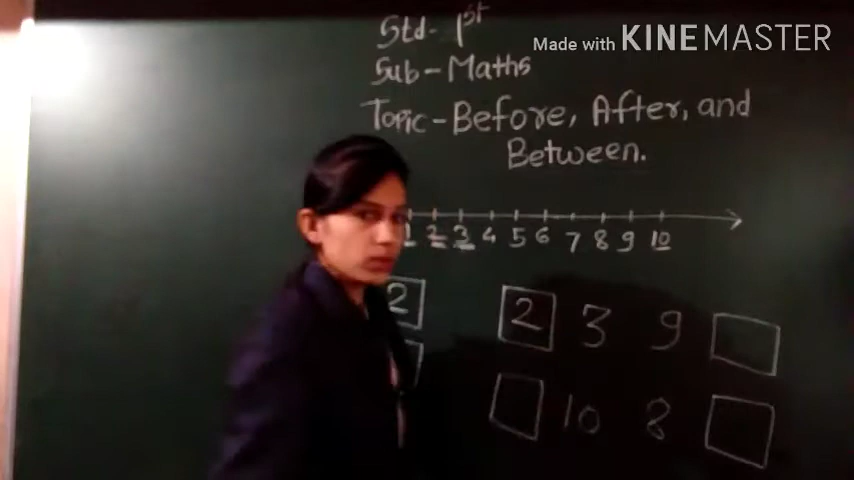 Std- 1st
Made with KINEMASTER
Sub - Maths
Topic - Before, After, and
Between.
1 2 3 4 5 6 7 8 9 10
2 2 3 9
10 8